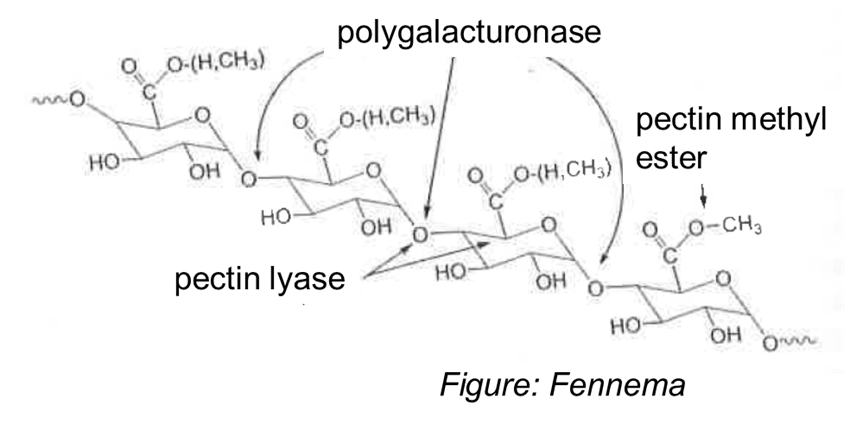 polygalacturonase
O
O-(H,CH₃)
C
O
O
HO
OH
O
O
O-(H,CH₃)
C
O
HO
OH
O
pectin methyl
ester
O
O-(H,CH₃)
C
O
HO
OH
O
O
O-CH₃
C
O
HO
OH
O
pectin lyase
Figure: Fennema